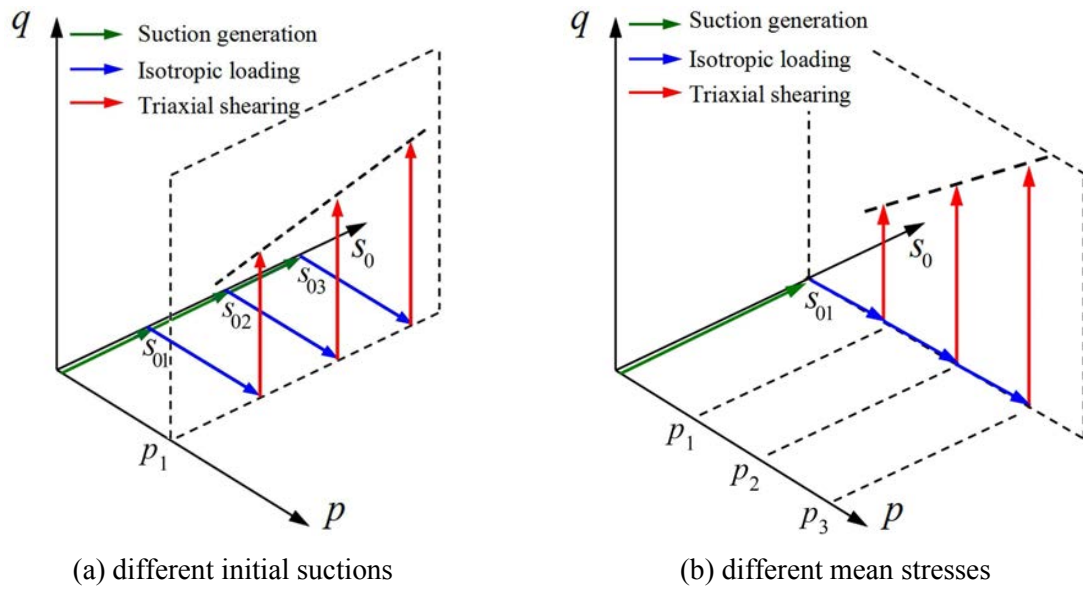 q
Suction generation
Isotropic loading
Triaxial shearing
s₀
s₀₃
s₀₂
s₀₁
p₁
p
(a) different initial suctions
q
Suction generation
Isotropic loading
Triaxial shearing
s₀
s₀₁
p₁
p₂
p₃
p
(b) different mean stresses